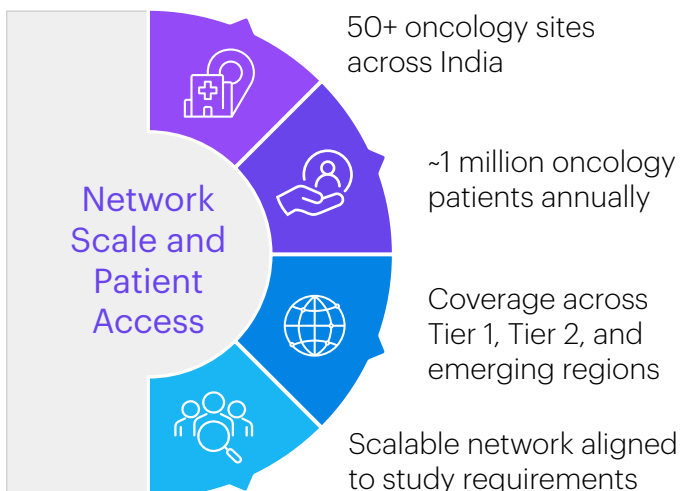 50+ oncology sites
across India
~1 million oncology
patients annually
Network
Scale and
Patient
Access
Coverage across
Tier 1, Tier 2, and
emerging regions
Scalable network aligned
to study requirements